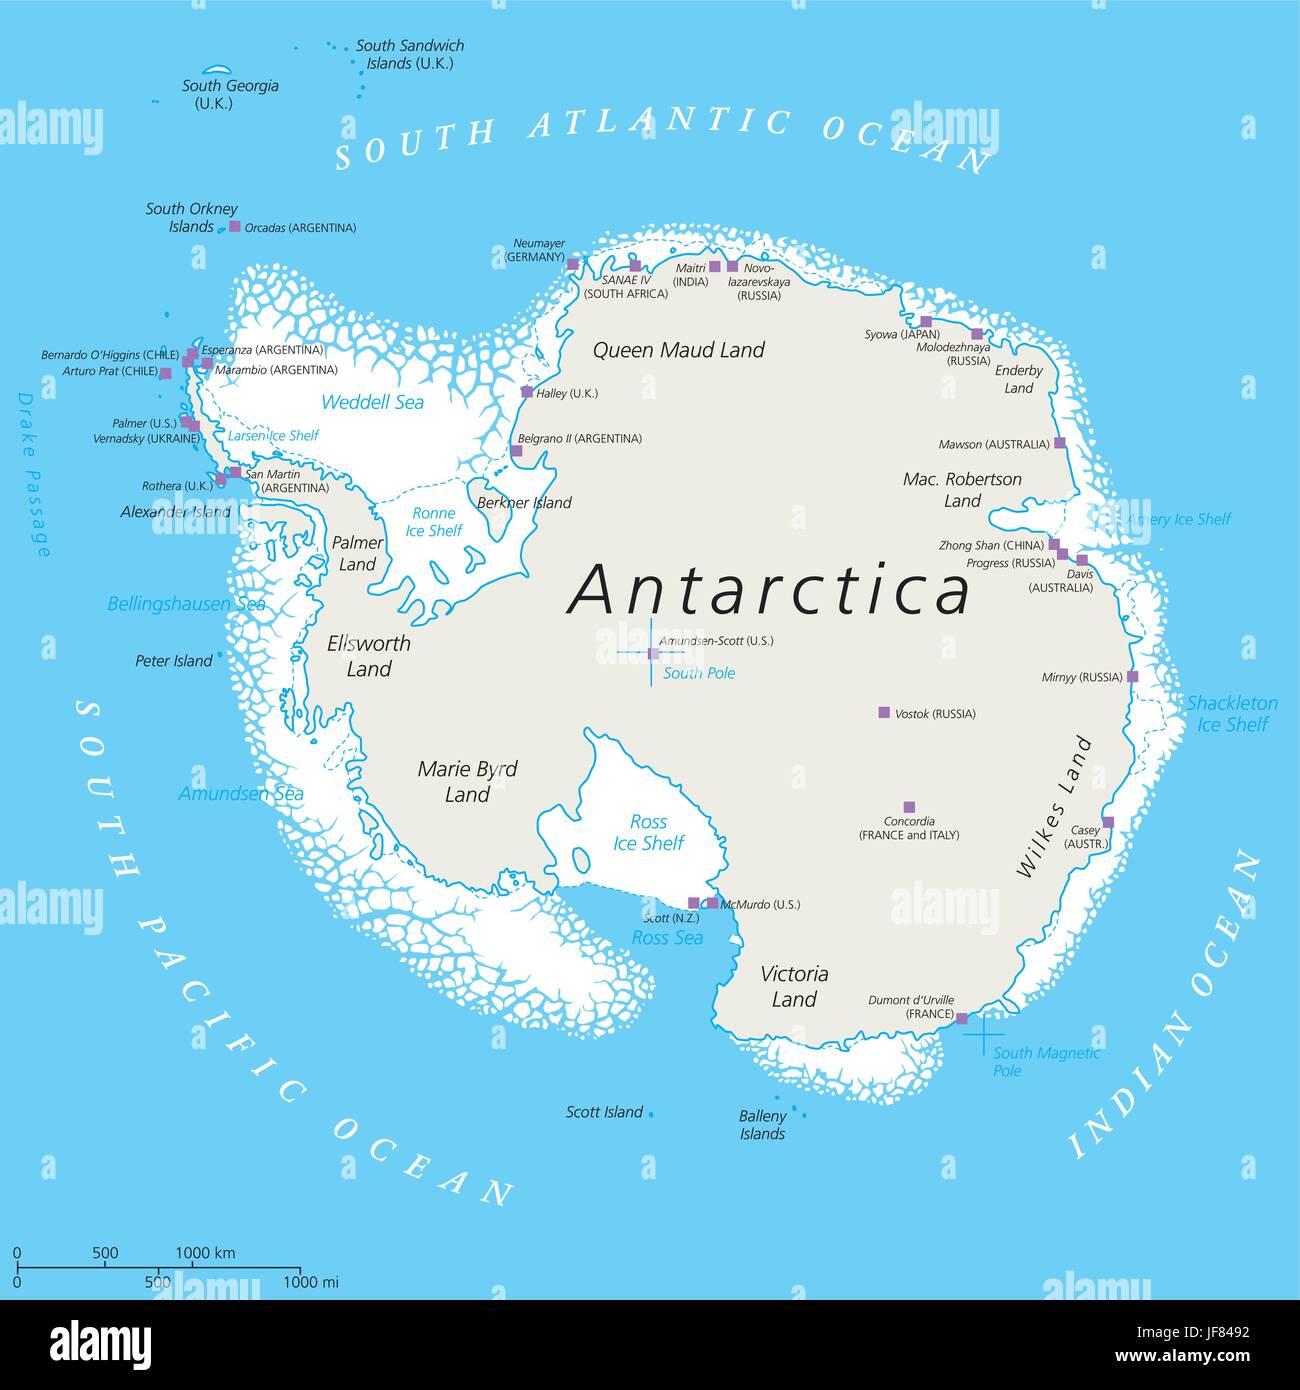 South Sandwich
Islands (U.K.)
South Georgia
(U.K.)
SOUTH ATLANTIC OCEAN
South Orkney
Islands
Orcadas (ARGENTINA)
Neumayer
(GERMANY)
SANAE IV
(SOUTH AFRICA)
Maitri
(INDIA)
Novo-
lazarevskaya
(RUSSIA)
Syowa (JAPAN)
Molodezhnaya
(RUSSIA)
Enderby
Land
Queen Maud Land
Bernardo O'Higgins (CHILE)
Esperanza (ARGENTINA)
Arturo Prat (CHILE)
Marambio (ARGENTINA)
Weddell Sea
Halley (U.K.)
Drake Passage
Palmer (U.S.)
Vernadsky (UKRAINE)
Larsen Ice Shelf
Belgrano II (ARGENTINA)
Mawson (AUSTRALIA)
Rothera (U.K.)
San Martin
(ARGENTINA)
Mac. Robertson
Land
Alexander Island
Ronne
Ice Shelf
Berkner Island
Amery Ice Shelf
Palmer
Land
Zhong Shan (CHINA)
Progress (RUSSIA)
Davis
(AUSTRALIA)
Antarctica
Bellingshausen Sea
Ellsworth
Land
Amundsen-Scott (U.S.)
South Pole
Peter Island
Mirnyy (RUSSIA)
Vostok (RUSSIA)
Shackleton
Ice Shelf
SOUTH PACIFIC OCEAN
Marie Byrd
Land
Amundsen Sea
Ross
Ice Shelf
Concordia
(FRANCE and ITALY)
Wilkes Land
Casey
(AUSTR.)
Scott (N.Z.)
McMurdo (U.S.)
Ross Sea
Victoria
Land
Dumont d'Urville
(FRANCE)
South Magnetic
Pole
INDIAN OCEAN
Scott Island
Balleny
Islands
0 500 1000 km
0 500 1000 mi
alamy
alamy stock photo
JF8492
www.alamy.com